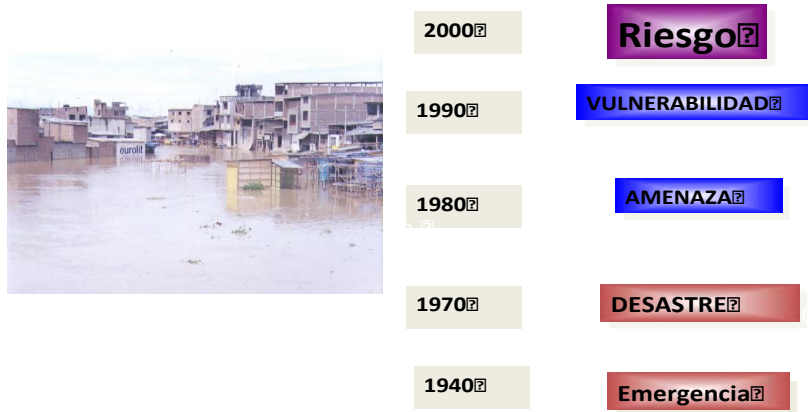 2000
Riesgo
1990
VULNERABILIDAD
eurolit
1980
AMENAZA
1970
DESASTRE
1940
Emergencia